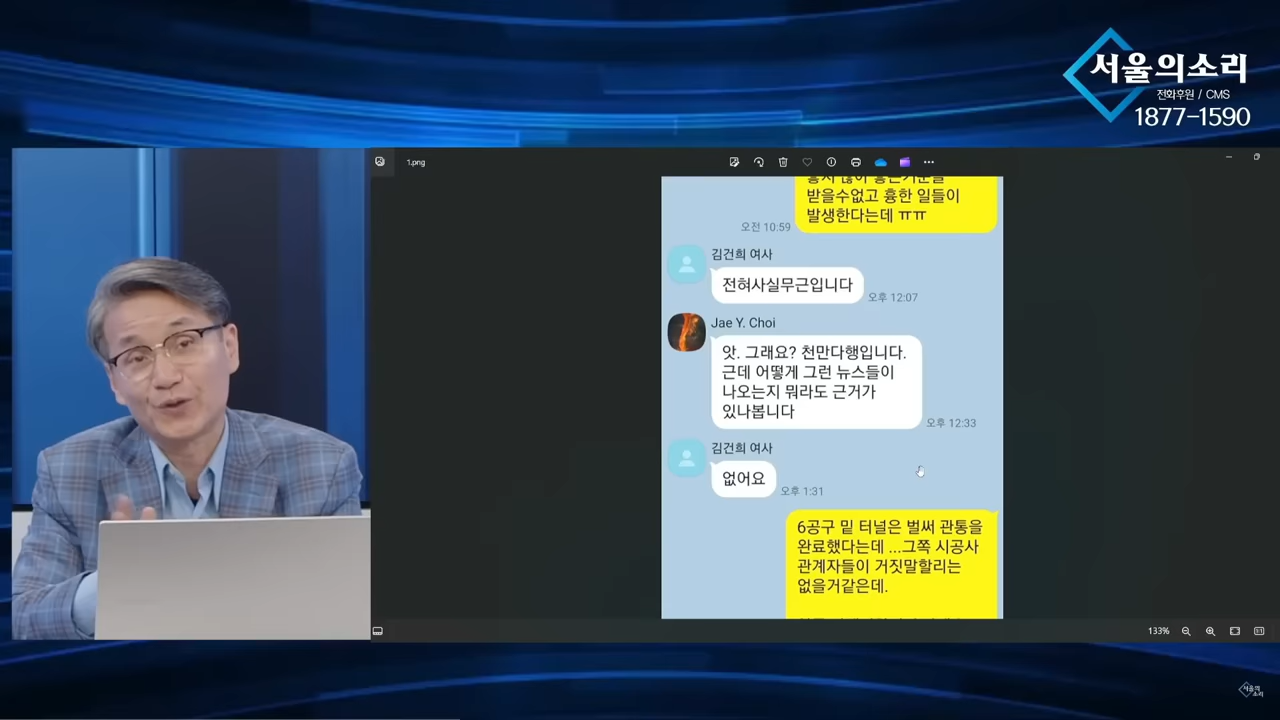 서울의소리
전화후원 / CMS
1877-1590
1.png
받을수없고 흉한 일들이
발생한다는데 ㅠㅠ
오전 10:59
김건희 여사
전혀사실무근입니다
오후 12:07
Jae Y. Choi
앗. 그래요? 천만다행입니다.
근데 어떻게 그런 뉴스들이
나오는지 뭐라도 근거가
있나봅니다
오후 12:33
김건희 여사
없어요
오후 1:31
6공구 밑 터널은 벌써 관통을
완료했다는데 ...그쪽 시공사
관계자들이 거짓말할리는
없을거같은데.
133%
서울의
소리